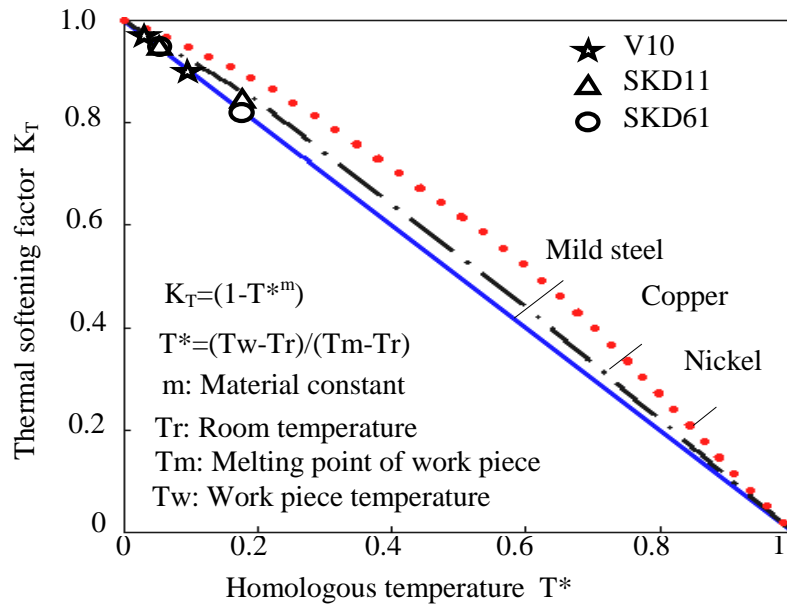 1.0
0.8
0.6
0.4
0.2
0
Thermal softening factor K_T
V10
SKD11
SKD61
Mild steel
Copper
Nickel
K_T=(1-T*^m)
T*=(Tw-Tr)/(Tm-Tr)
m: Material constant
Tr: Room temperature
Tm: Melting point of work piece
Tw: Work piece temperature
0 0.2 0.4 0.6 0.8 1
Homologous temperature T*